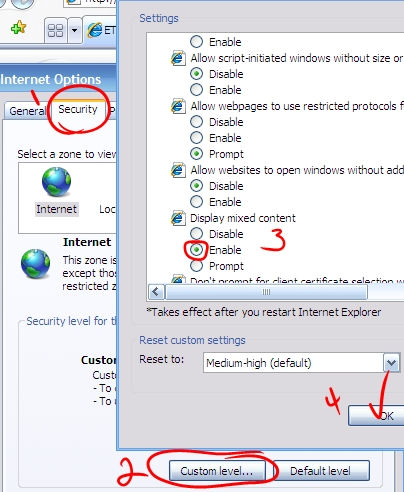 http://
ET
Internet Options
1
General
Security
P
Select a zone to view
Internet
Loc
Internet
This zone is
except thos
restricted z
Security level for th
Custo
Custo
- To c
- To u
2
Custom level...
Default level
Settings
Enable
Allow script-initiated windows without size or
Disable
Enable
Allow webpages to use restricted protocols f
Disable
Enable
Prompt
Allow websites to open windows without add
Disable
Enable
Display mixed content
Disable
Enable
3
Prompt
Don't prompt for client certificate selection w
*Takes effect after you restart Internet Explorer
Reset custom settings
Reset to:
Medium-high (default)
4
OK